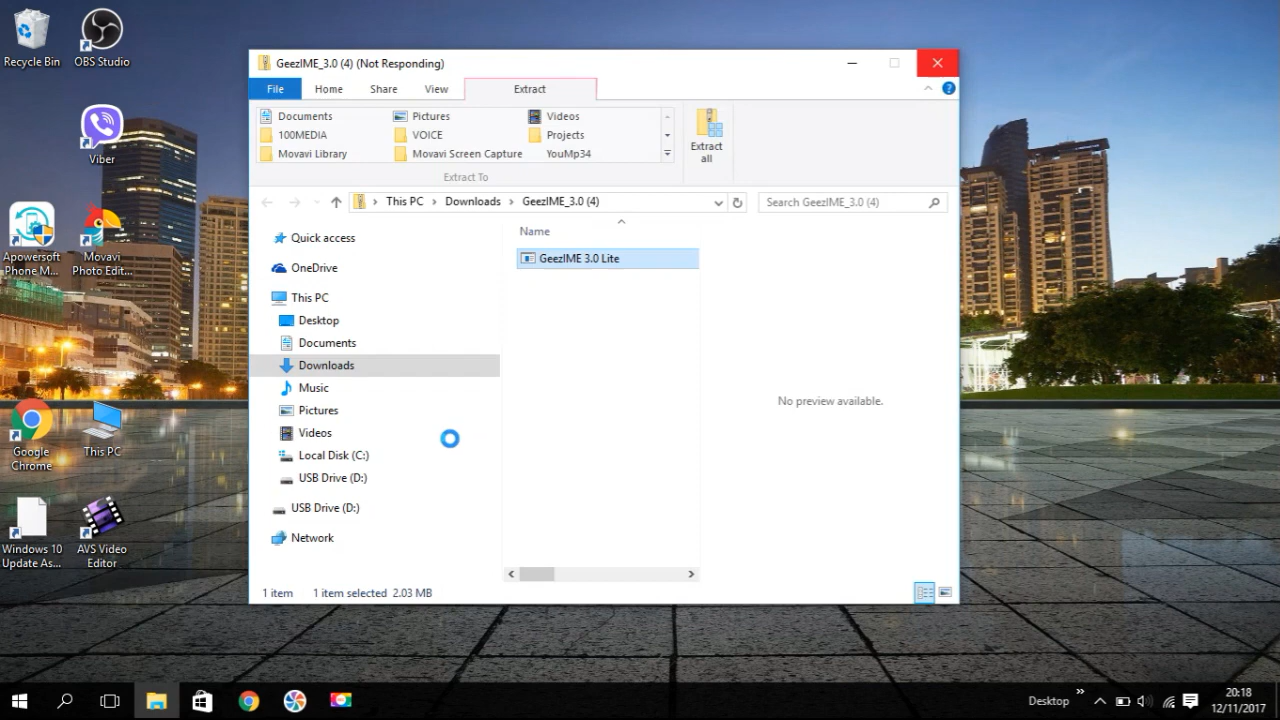 Recycle Bin
OBS Studio
Viber
Apowersoft
Phone M...
Movavi
Photo Edit...
Google
Chrome
This PC
Windows 10
Update As...
AVS Video
Editor
GeezIME_3.0 (4) (Not Responding)
File
Home
Share
View
Extract
Documents
Pictures
Videos
100MEDIA
VOICE
Projects
Movavi Library
Movavi Screen Capture
YouMp34
Extract To
Extract
all
This PC
Downloads
GeezIME_3.0 (4)
Search GeezIME_3.0 (4)
Quick access
OneDrive
This PC
Desktop
Documents
Downloads
Music
Pictures
Videos
Local Disk (C:)
USB Drive (D:)
USB Drive (D:)
Network
Name
GeezIME 3.0 Lite
No preview available.
1 item
1 item selected 2.03 MB
Desktop
20:18
12/11/2017